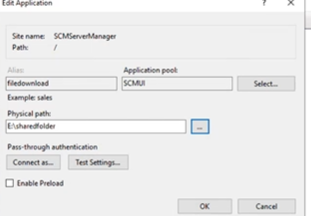 Edit Application
? ×
Site name: SCMServerManager
Path: /
Alias: Application pool:
filedownload SCMUI Select...
Example: sales
Physical path:
E:\sharedfolder ...
Pass-through authentication
Connect as... Test Settings...
Enable Preload
OK Cancel